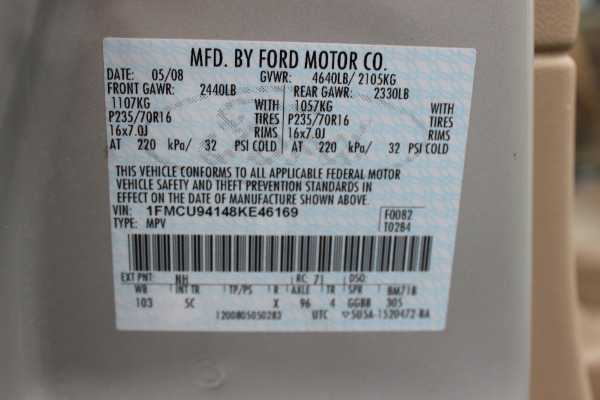 MFD. BY FORD MOTOR CO.
DATE: 05/08 GVWR: 4640LB/ 2105KG
FRONT GAWR: 2440LB REAR GAWR: 2330LB
1107KG WITH 1057KG WITH
P235/70R16 TIRES P235/70R16 TIRES
16x7.0J RIMS 16x7.0J RIMS
AT 220 kPa/ 32 PSI COLD AT 220 kPa/ 32 PSI COLD
THIS VEHICLE CONFORMS TO ALL APPLICABLE FEDERAL MOTOR
VEHICLE SAFETY AND THEFT PREVENTION STANDARDS IN
EFFECT ON THE DATE OF MANUFACTURE SHOWN ABOVE.
VIN: 1FMCU94148KE46169 F0082
TYPE: MPV T0284
EXT PNT: NH RC: 71 DSO:
WB INT TR TP/PS R AXLE TR SPR BM71B
103 5C X 96 4 GGBB 305
1200805050283 UTC ▽5U5A-1520472-BA